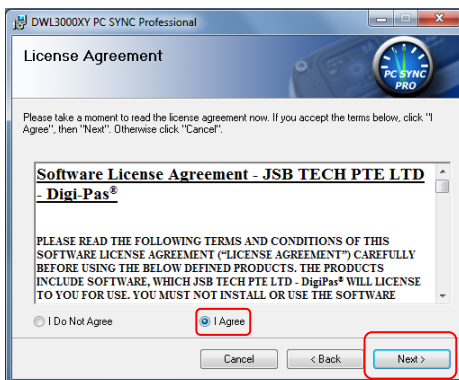 DWL3000XY PC SYNC Professional
License Agreement
PC SYNC
PRO
Please take a moment to read the license agreement now. If you accept the terms below, click "I
Agree", then "Next". Otherwise click "Cancel".
Software License Agreement - JSB TECH PTE LTD
- Digi-Pas®
PLEASE READ THE FOLLOWING TERMS AND CONDITIONS OF THIS
SOFTWARE LICENSE AGREEMENT ("LICENSE AGREEMENT") CAREFULLY
BEFORE USING THE BELOW DEFINED PRODUCTS. THE PRODUCTS
INCLUDE SOFTWARE, WHICH JSB TECH PTE LTD - DigiPas® WILL LICENSE
TO YOU FOR USE. YOU MUST NOT INSTALL OR USE THE SOFTWARE
I Do Not Agree
I Agree
Cancel
< Back
Next >